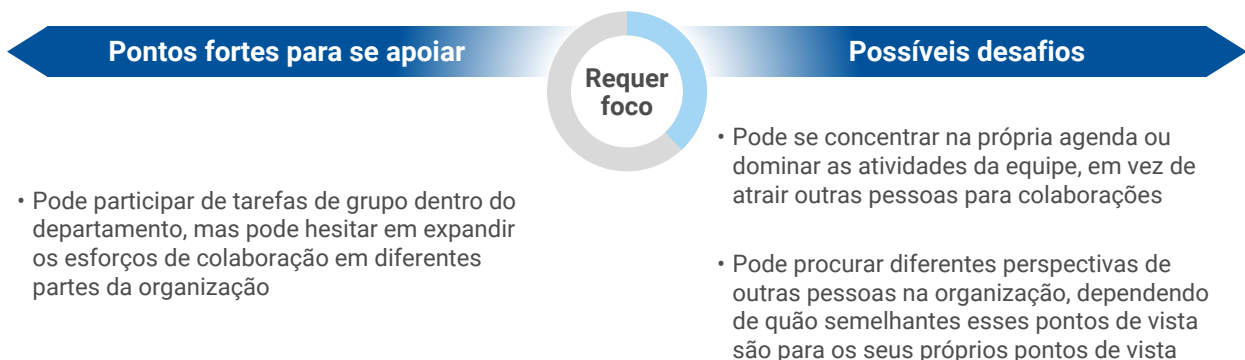 Pontos fortes para se apoiar
Requer
foco
Possíveis desafios
• Pode participar de tarefas de grupo dentro do
departamento, mas pode hesitar em expandir
os esforços de colaboração em diferentes
partes da organização
• Pode se concentrar na própria agenda ou
dominar as atividades da equipe, em vez de
atrair outras pessoas para colaborações
• Pode procurar diferentes perspectivas de
outras pessoas na organização, dependendo
de quão semelhantes esses pontos de vista
são para os seus próprios pontos de vista